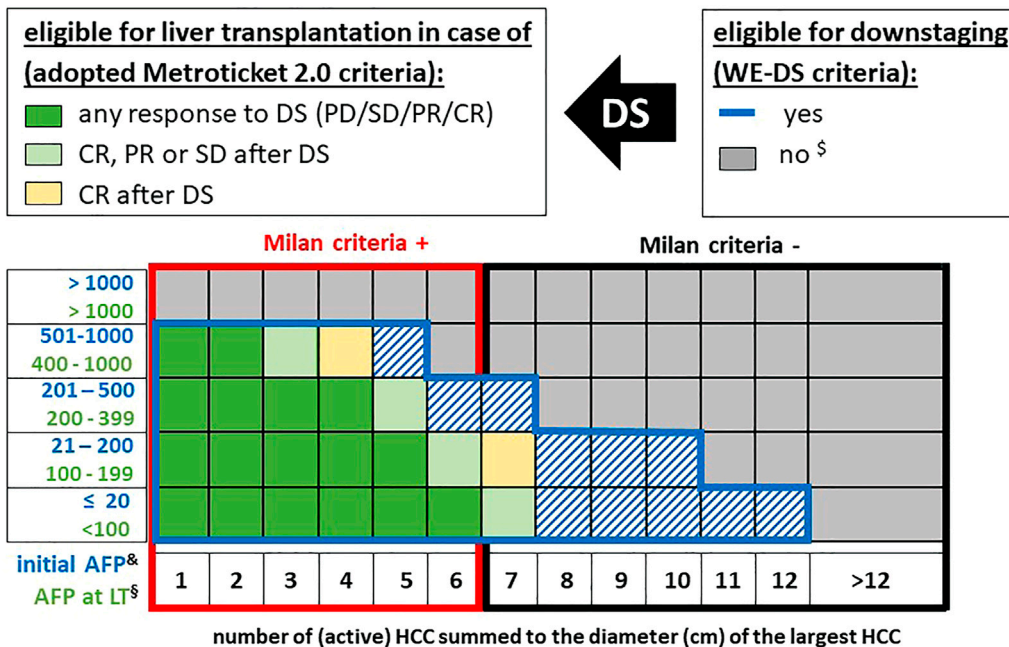 eligible for liver transplantation in case of
(adopted Metroticket 2.0 criteria):
any response to DS (PD/SD/PR/CR)
CR, PR or SD after DS
CR after DS
DS
eligible for downstaging
(WE-DS criteria):
yes
no $
Milan criteria +
Milan criteria -
> 1000
> 1000
501-1000
400 - 1000
201 – 500
200 - 399
21 – 200
100 - 199
≤ 20
<100
initial AFP&
AFP at LT§
1 2 3 4 5 6 7 8 9 10 11 12 >12
number of (active) HCC summed to the diameter (cm) of the largest HCC